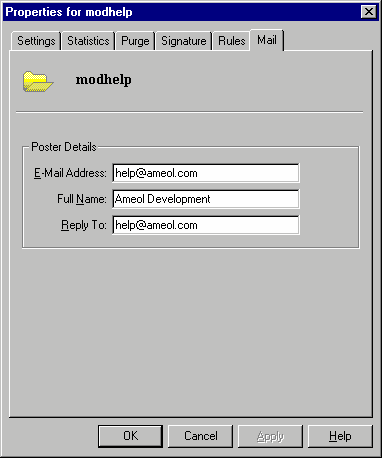 Properties for modhelp
Settings Statistics Purge Signature Rules Mail
modhelp
Poster Details
E-Mail Address: help@ameol.com
Full Name: Ameol Development
Reply To: help@ameol.com
OK Cancel Apply Help